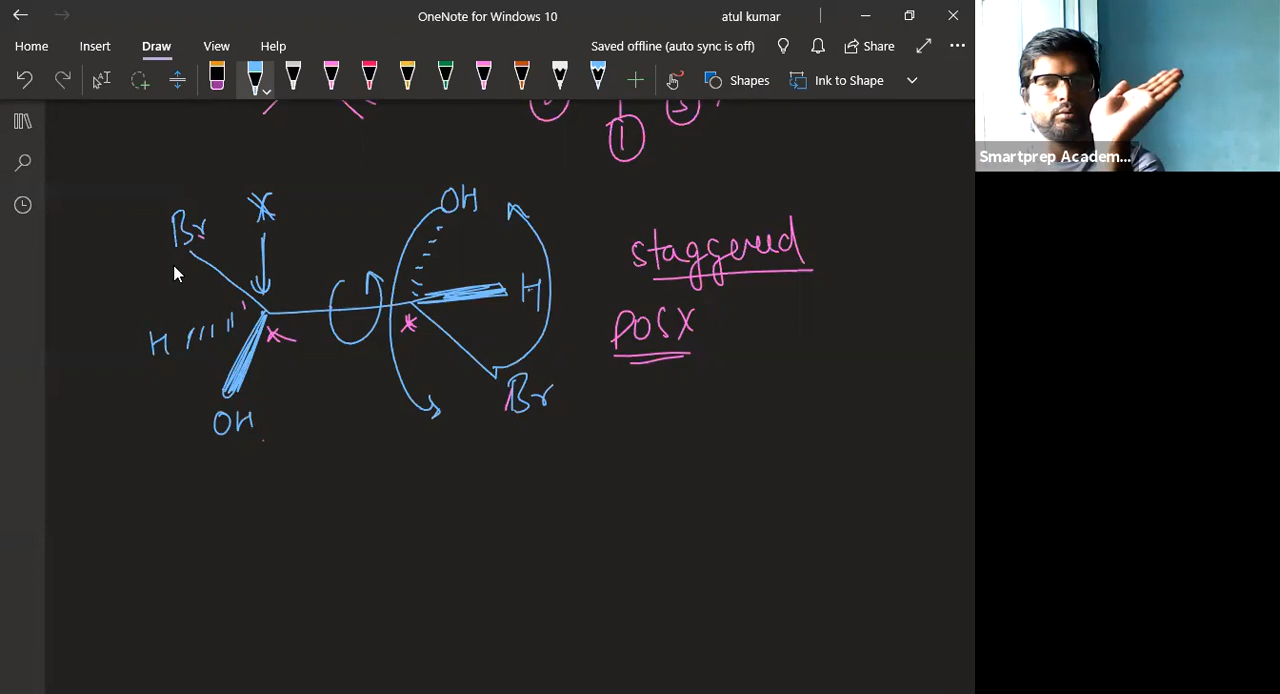 OneNote for Windows 10
atul kumar
Home Insert Draw View Help
Saved offline (auto sync is off)
Share
Shapes
Ink to Shape
Smartprep Academ...
1
OH
Br
X
staggered
H
POSX
H
Br
OH